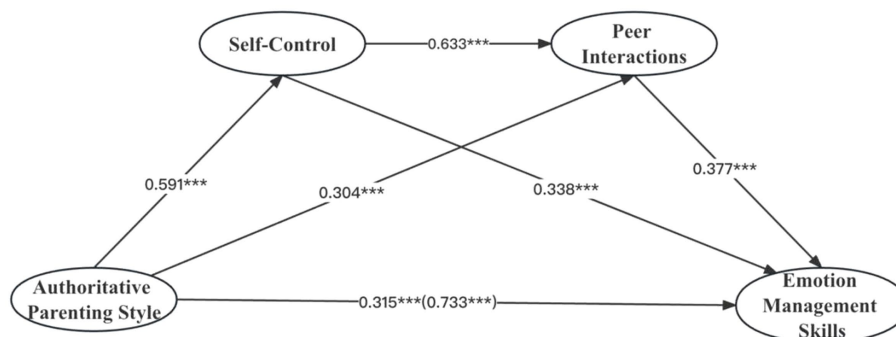 Self-Control
0.633***
Peer
Interactions
0.591***
0.304***
0.338***
0.377***
Authoritative
Parenting Style
0.315***(0.733***)
Emotion
Management
Skills